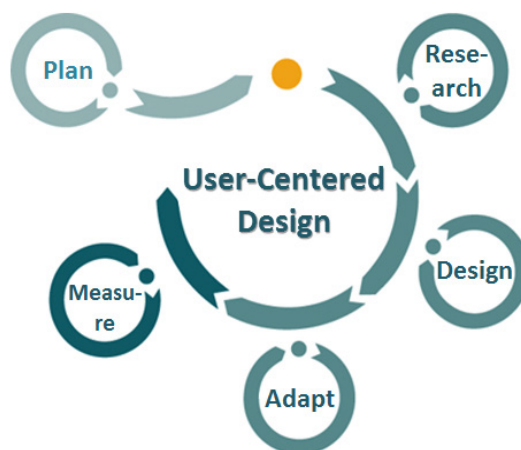 Plan
Rese-
arch
User-Centered
Design
Design
Measu-
re
Adapt